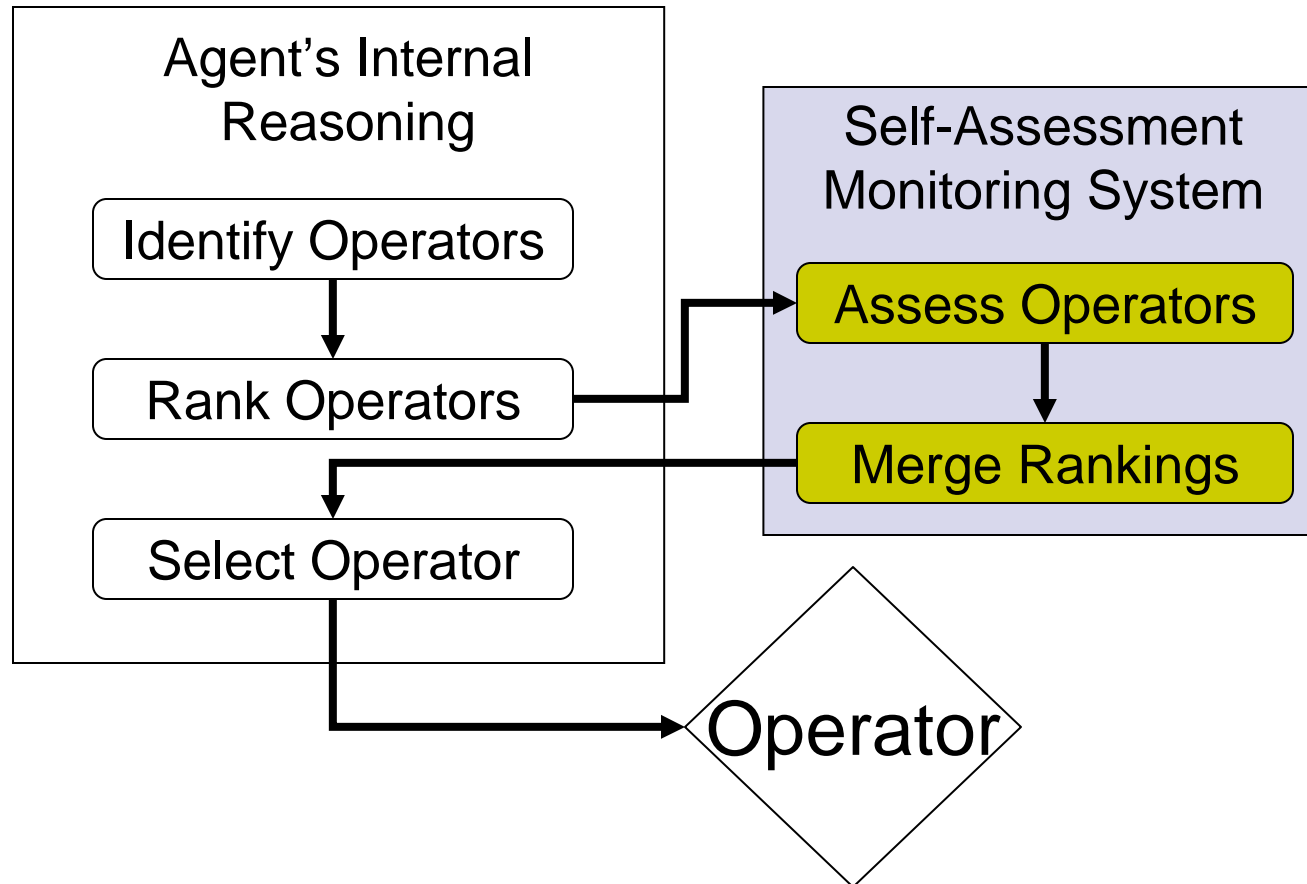 Agent’s Internal
Reasoning
Identify Operators
Rank Operators
Select Operator
Self-Assessment
Monitoring System
Assess Operators
Merge Rankings
Operator